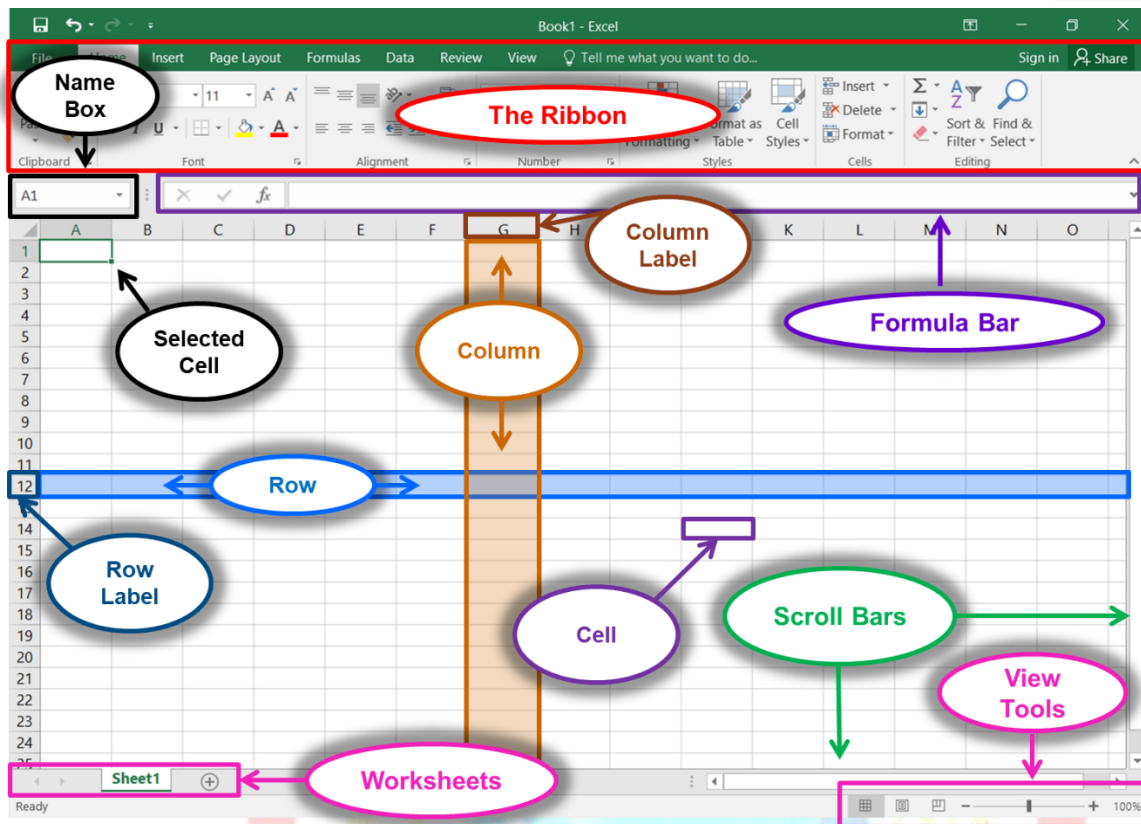 Book1 - Excel
File Insert Page Layout Formulas Data Review View Tell me what you want to do... Sign in Share
Name
Box
11 A A Insert Σ A
Z
The Ribbon
U A Format as Cell Delete Sort & Find &
Formatting Table Styles Format Filter Select
Clipboard Font Alignment Number Styles Cells Editing
A1 fx
A B C D E F G H K L M N O
Column
Label
1
2
3
4
Formula Bar
5
Selected
Cell
Column
6
7
8
9
10
11
12
Row
14
15
16
Row
Label
17
18
Scroll Bars
19
Cell
20
21
22
View
Tools
23
24
25
Sheet1
Worksheets
Ready 100%